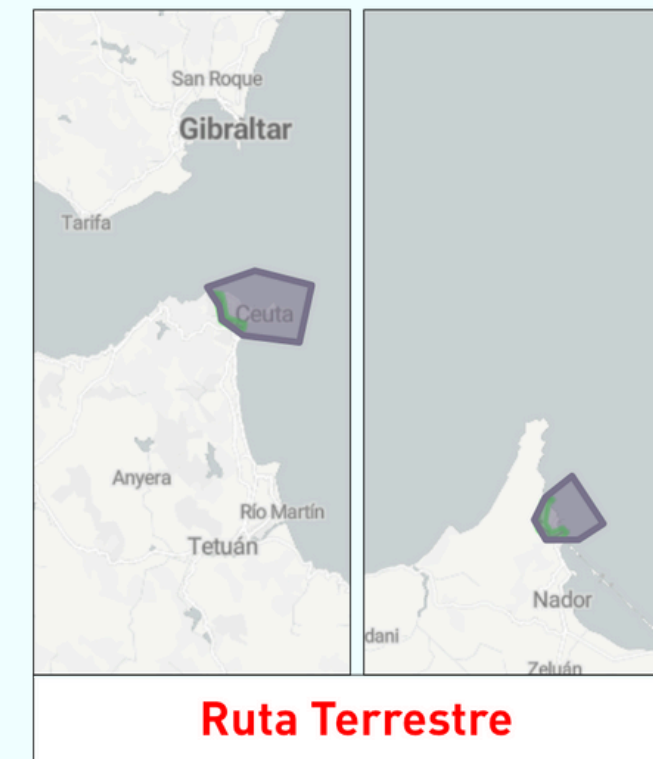 San Roque
Gibraltar
Tarifa
Ceuta
Anyera
Río Martín
Tetuán
Nador
dani
Zeluán
Ruta Terrestre